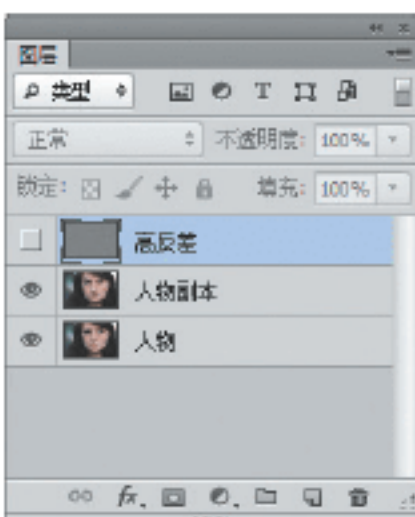 图层
类型 T
正常 不透明度: 100%
锁定: 填充: 100%
高反差
人物副本
人物
fx.